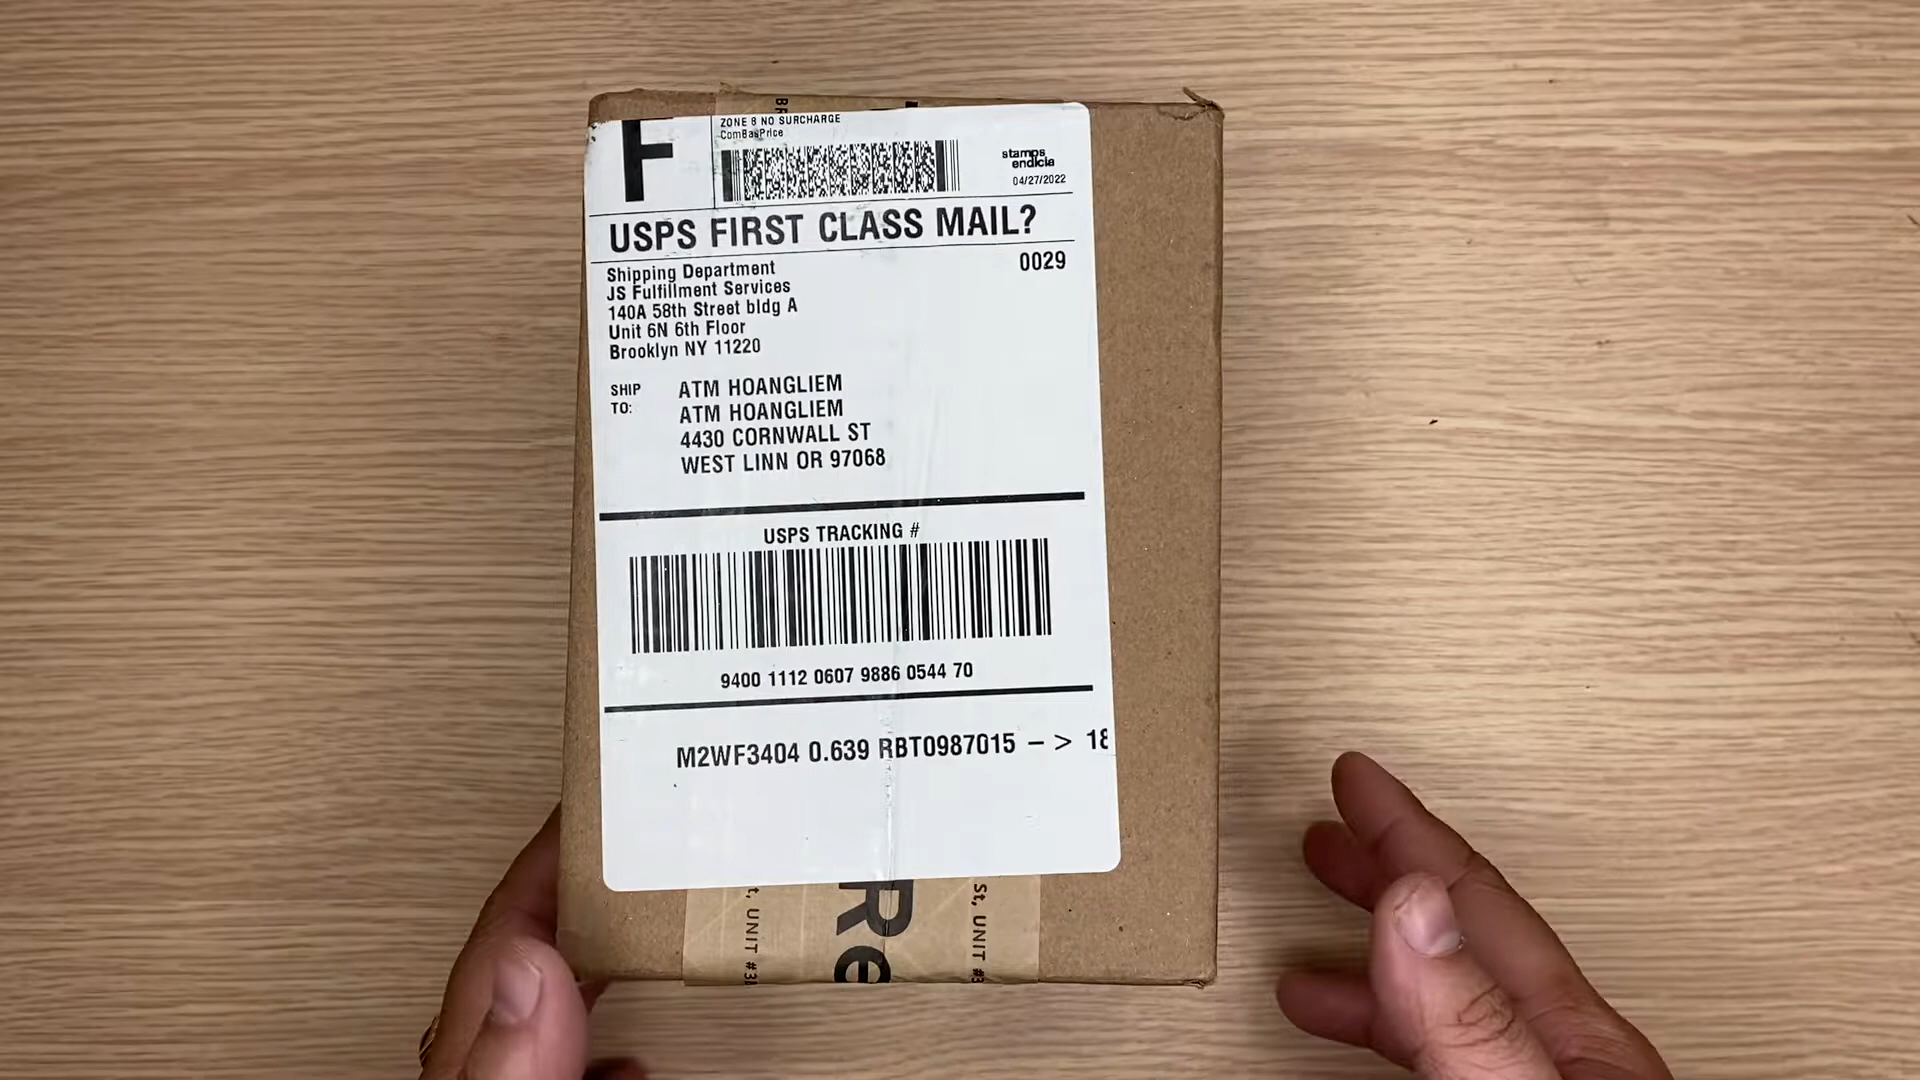 F
ZONE 8 NO SURCHARGE
ComBasPrice
stamps
endicia
04/27/2022
USPS FIRST CLASS MAIL?
Shipping Department
0029
JS Fulfillment Services
140A 58th Street bldg A
Unit 6N 6th Floor
Brooklyn NY 11220
SHIP
TO:
ATM HOANGLIEM
ATM HOANGLIEM
4430 CORNWALL ST
WEST LINN OR 97068
USPS TRACKING #
9400 1112 0607 9886 0544 70
M2WF3404 0.639 RBT0987015 – > 18
t, UNIT #3
Re
St, UNIT #3